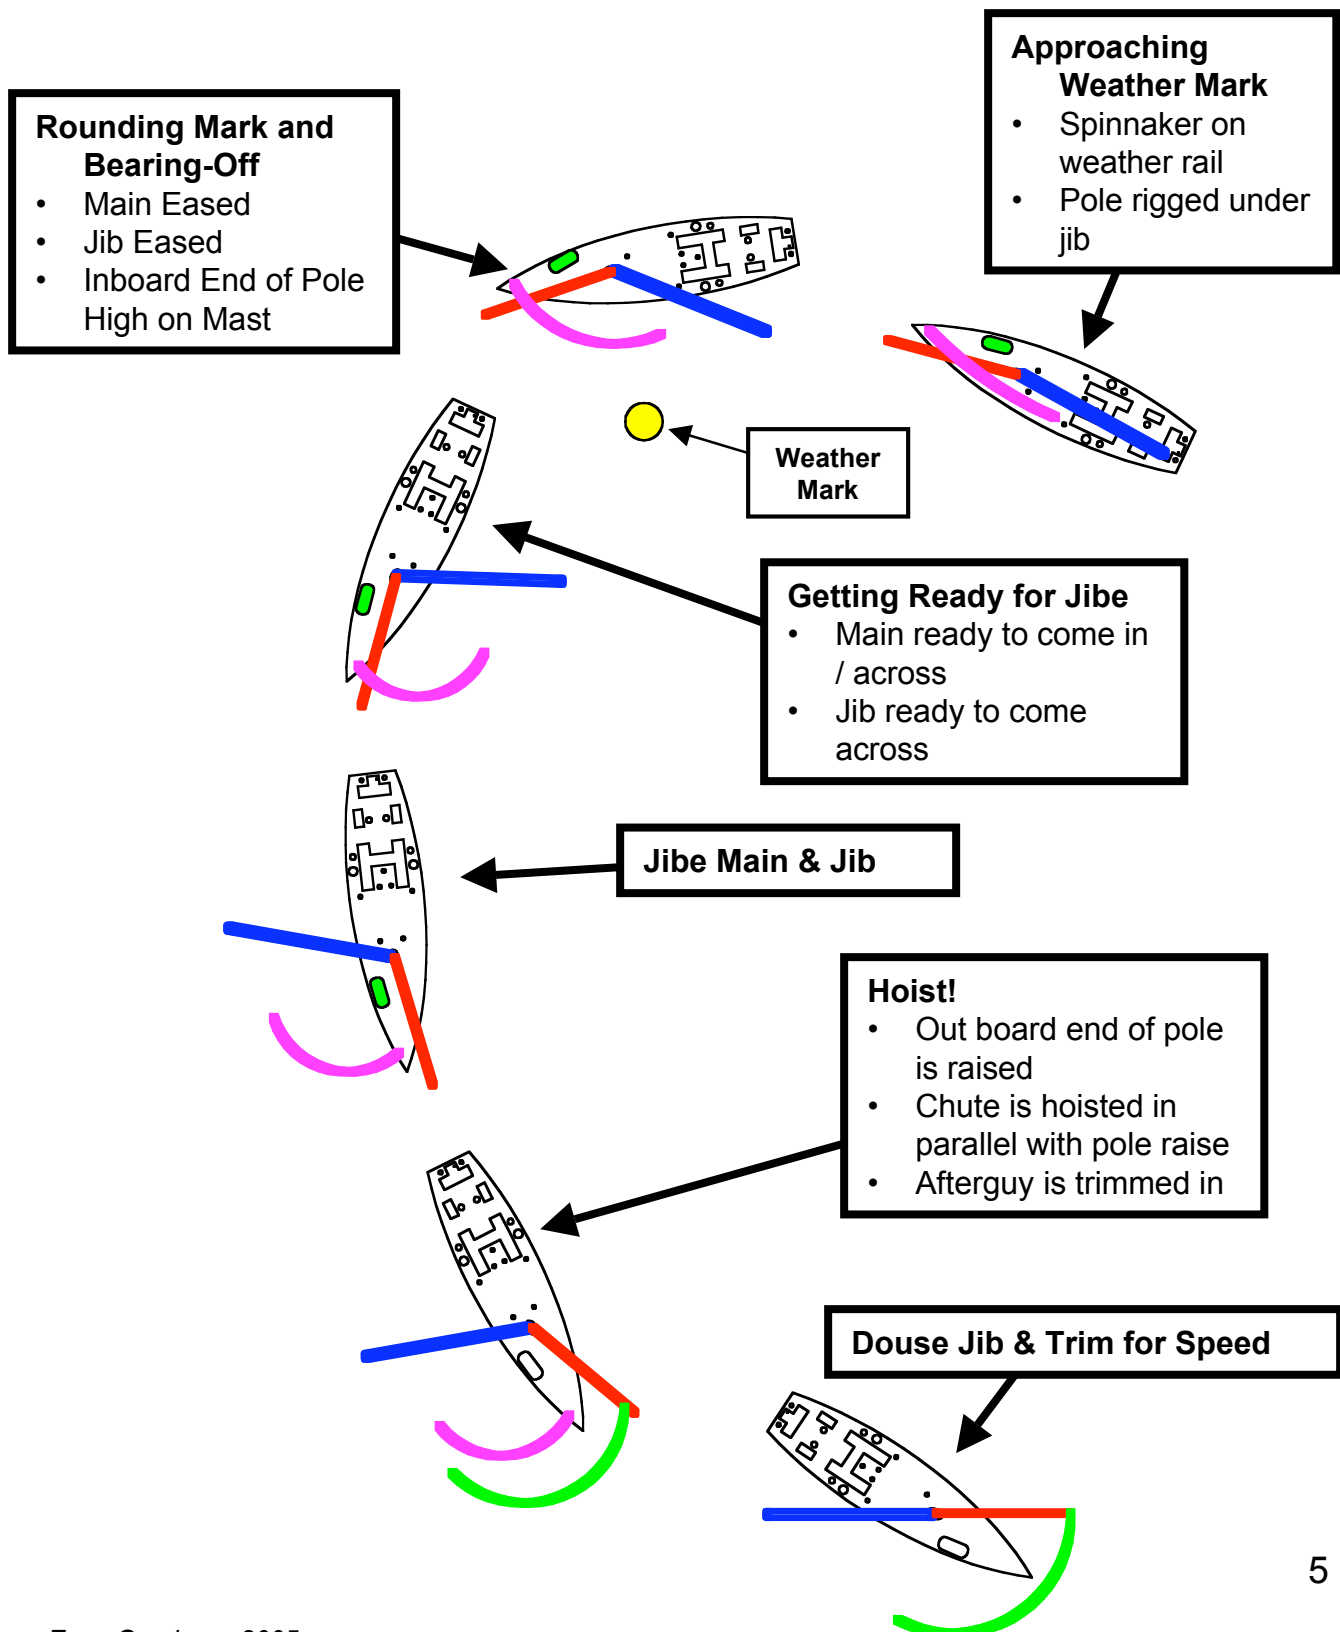 Approaching
Weather Mark
• Spinnaker on
weather rail
• Pole rigged under
jib
Rounding Mark and
Bearing-Off
• Main Eased
• Jib Eased
• Inboard End of Pole
High on Mast
Weather
Mark
Getting Ready for Jibe
• Main ready to come in
/ across
• Jib ready to come
across
Jibe Main & Jib
Hoist!
• Out board end of pole
is raised
• Chute is hoisted in
parallel with pole raise
• Afterguy is trimmed in
Douse Jib & Trim for Speed
5